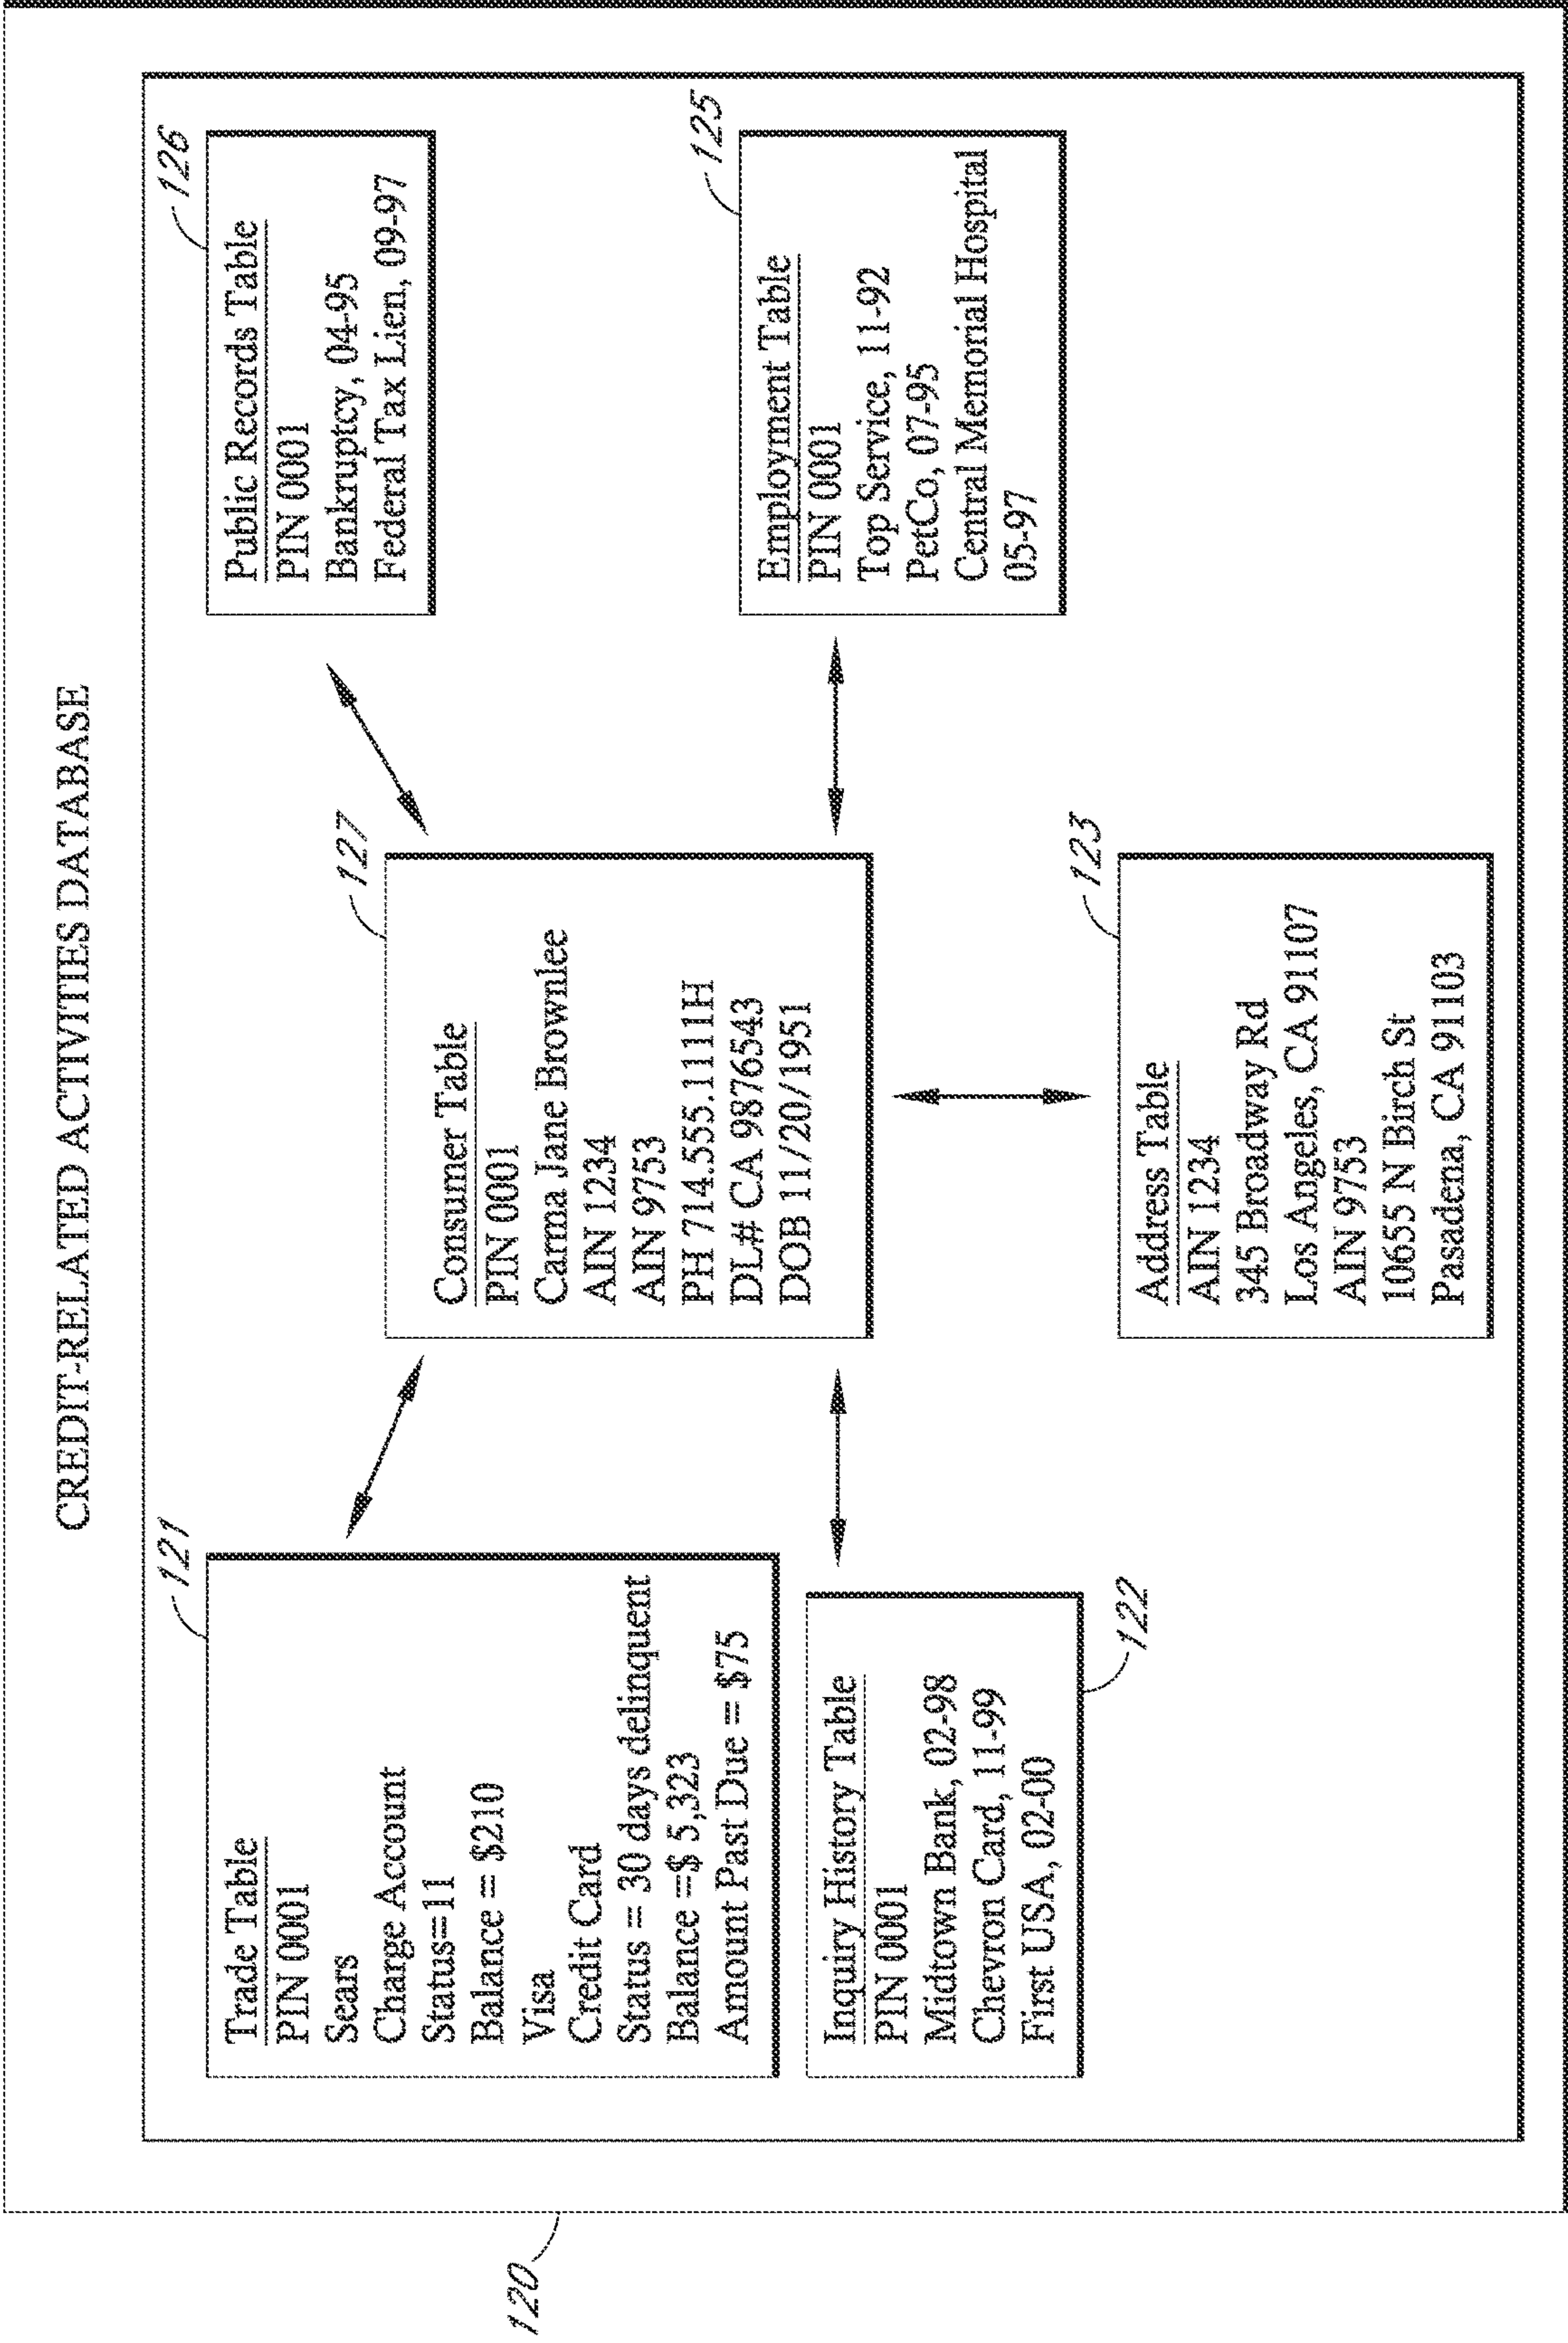 CREDIT-RELATED ACTIVITIES DATABASE
120
121
Trade Table
PIN 0001
Sears
Charge Account
Status=11
Balance = $210
Visa
Credit Card
Status = 30 days delinquent
Balance =$ 5,323
Amount Past Due = $75
122
Inquiry History Table
PIN 0001
Midtown Bank, 02-98
Chevron Card, 11-99
First USA, 02-00
127
Consumer Table
PIN 0001
Carma Jane Brownlee
AIN 1234
AIN 9753
PH 714.555.1111H
DL# CA 9876543
DOB 11/20/1951
123
Address Table
AIN 1234
345 Broadway Rd
Los Angeles, CA 91107
AIN 9753
10655 N Birch St
Pasadena, CA 91103
126
Public Records Table
PIN 0001
Bankruptcy, 04-95
Federal Tax Lien, 09-97
125
Employment Table
PIN 0001
Top Service, 11-92
PetCo, 07-95
Central Memorial Hospital
05-97